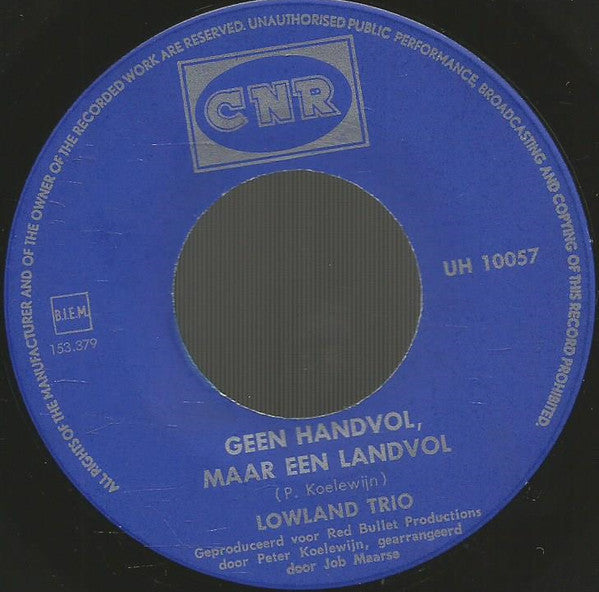 ALL RIGHTS OF THE MANUFACTURER AND OF THE OWNER OF THE RECORDED WORK ARE RESERVED. UNAUTHORISED PUBLIC PERFORMANCE, BROADCASTING AND COPYING OF THIS RECORD PROHIBITED.
CNR
UH 10057
B.I.E.M.
153.379
GEEN HANDVOL,
MAAR EEN LANDVOL
(P. Koelewijn)
LOWLAND TRIO
Geproduceerd voor Red Bullet Productions
door Peter Koelewijn, gearrangeerd
door Job Maarse